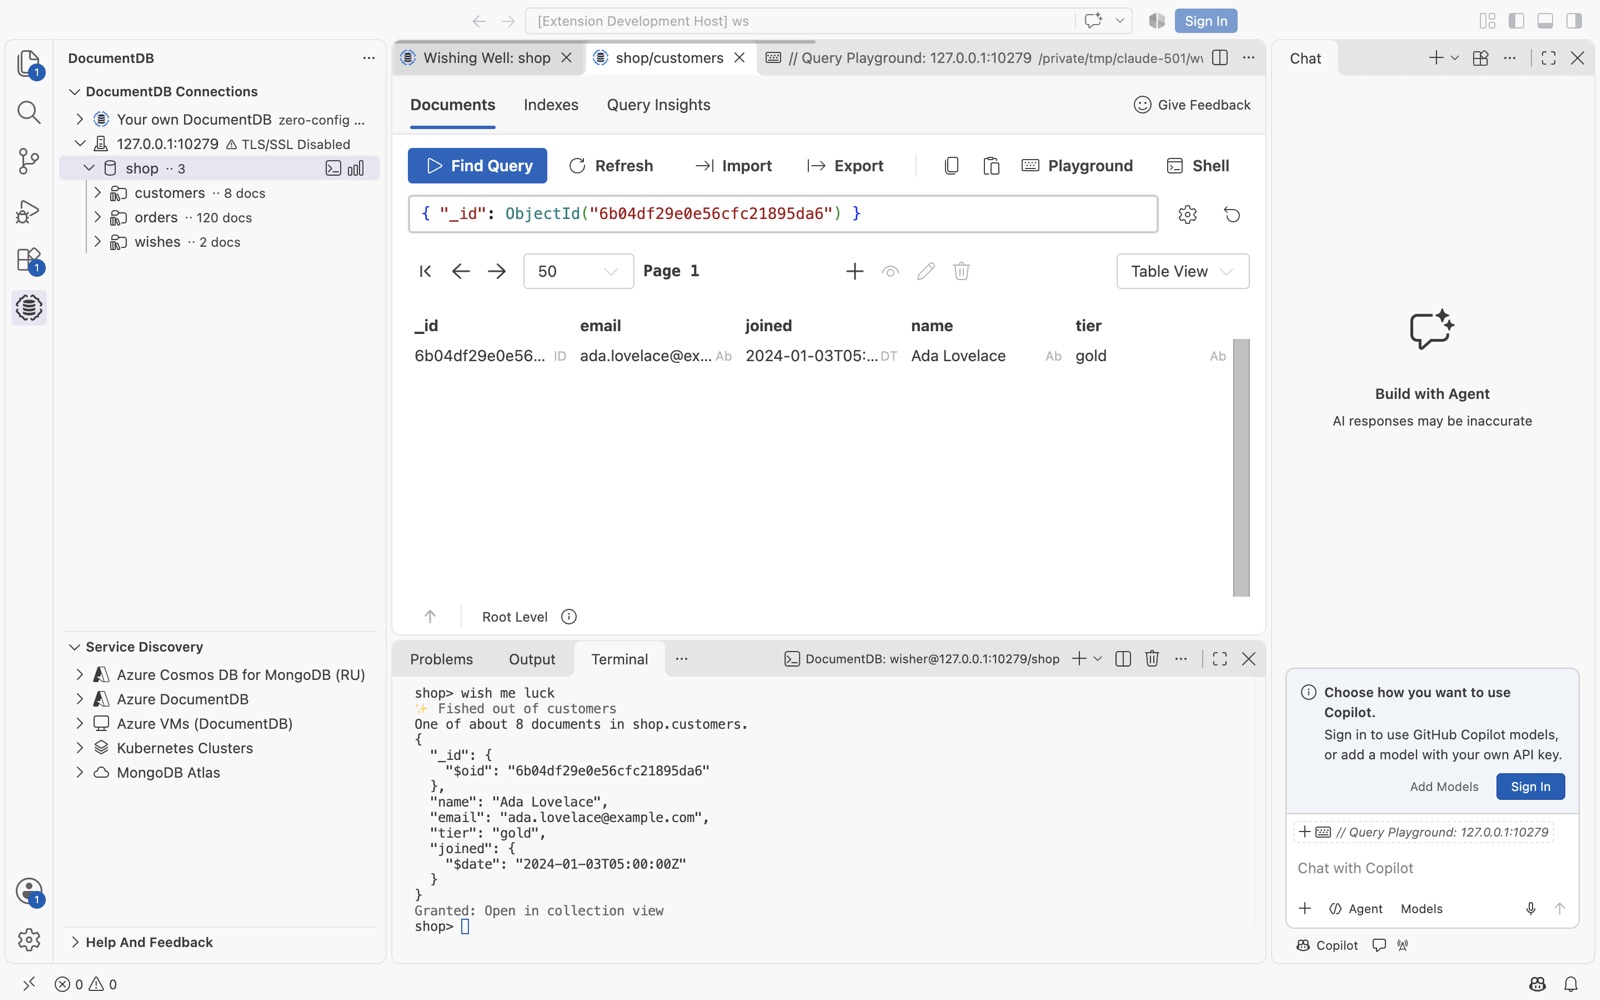 [Extension Development Host] ws
Sign In
DocumentDB
DocumentDB Connections
Your own DocumentDB zero-config ...
127.0.0.1:10279 ⚠ TLS/SSL Disabled
shop ·· 3
customers ·· 8 docs
orders ·· 120 docs
wishes ·· 2 docs
Service Discovery
Azure Cosmos DB for MongoDB (RU)
Azure DocumentDB
Azure VMs (DocumentDB)
Kubernetes Clusters
MongoDB Atlas
Help And Feedback
1
1
1
Wishing Well: shop
shop/customers
// Query Playground: 127.0.0.1:10279 /private/tmp/claude-501/w
Documents
Indexes
Query Insights
Give Feedback
Find Query
Refresh
Import
Export
Playground
Shell
{ "_id": ObjectId("6b04df29e0e56cfc21895da6") }
50
Page 1
Table View
_id email joined name tier
6b04df29e0e56... ID ada.lovelace@ex... Ab 2024-01-03T05:... DT Ada Lovelace Ab gold Ab
Root Level
Problems
Output
Terminal
DocumentDB: wisher@127.0.0.1:10279/shop
shop> wish me luck
✨ Fished out of customers
One of about 8 documents in shop.customers.
{
  "_id": {
    "$oid": "6b04df29e0e56cfc21895da6"
  },
  "name": "Ada Lovelace",
  "email": "ada.lovelace@example.com",
  "tier": "gold",
  "joined": {
    "$date": "2024-01-03T05:00:00Z"
  }
}
Granted: Open in collection view
shop>
Chat
Build with Agent
AI responses may be inaccurate
Choose how you want to use
Copilot.
Sign in to use GitHub Copilot models,
or add a model with your own API key.
Add Models
Sign In
// Query Playground: 127.0.0.1:10279
Chat with Copilot
Agent
Models
Copilot
0
0